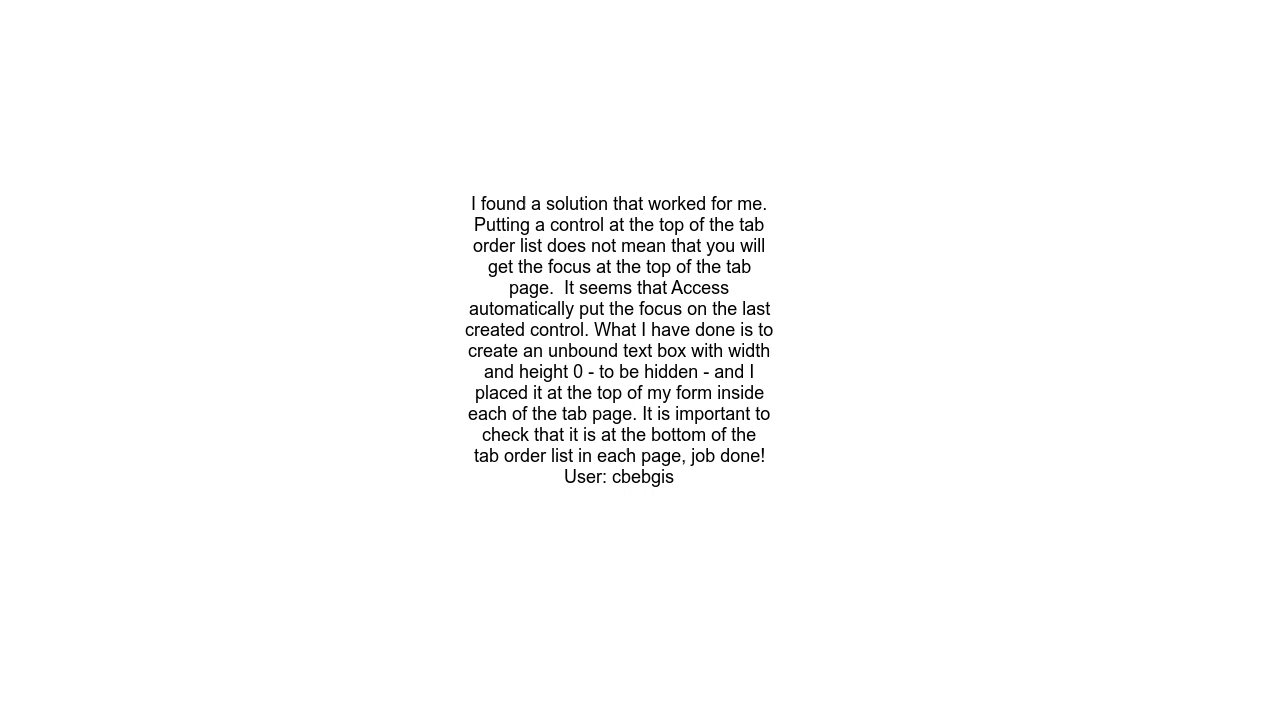 I found a solution that worked for me.
Putting a control at the top of the tab
order list does not mean that you will
get the focus at the top of the tab
page.  It seems that Access
automatically put the focus on the last
created control. What I have done is to
create an unbound text box with width
and height 0 - to be hidden - and I
placed it at the top of my form inside
each of the tab page. It is important to
check that it is at the bottom of the
tab order list in each page, job done!
User: cbebgis